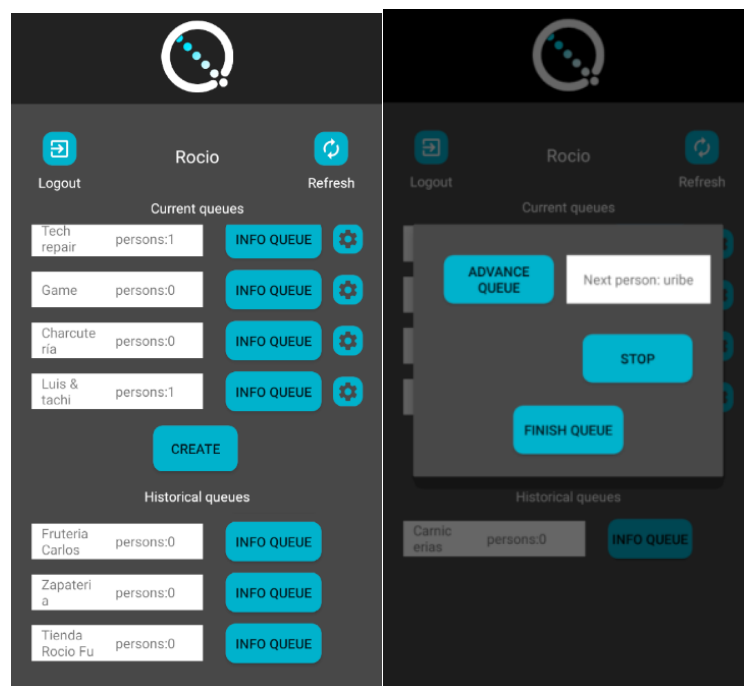 Rocio
Logout
Refresh
Current queues
Tech
repair
persons:1
INFO QUEUE
Game
persons:0
INFO QUEUE
Charcute
ría
persons:0
INFO QUEUE
Luis &
tachi
persons:1
INFO QUEUE
CREATE
Historical queues
Fruteria
Carlos
persons:0
INFO QUEUE
Zapateri
a
persons:0
INFO QUEUE
Tienda
Rocio Fu
persons:0
INFO QUEUE
Rocio
Logout
Refresh
Current queues
ADVANCE
QUEUE
Next person: uribe
STOP
FINISH QUEUE
Historical queues
Carnic
erias
persons:0
INFO QUEUE